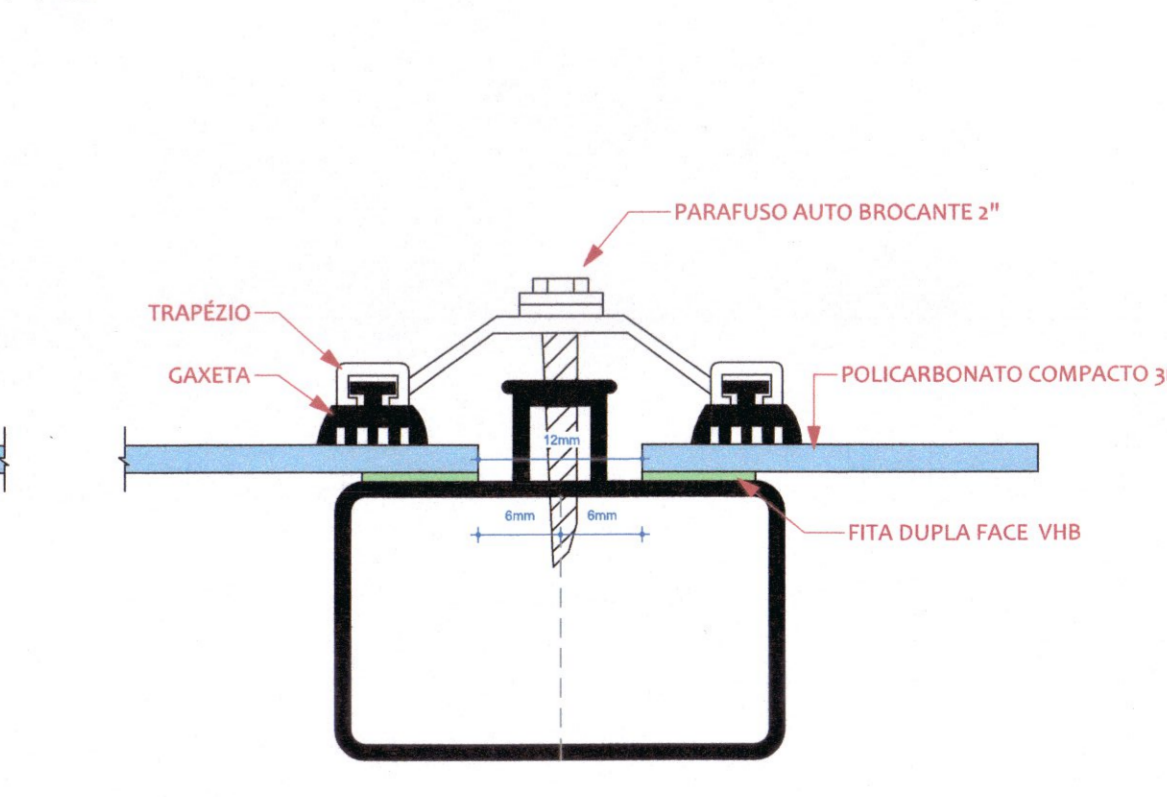 PARAFUSO AUTO BROCANTE 2"
TRAPÉZIO
GAXETA
POLICARBONATO COMPACTO
12mm
6mm
6mm
FITA DUPLA FACE VHB